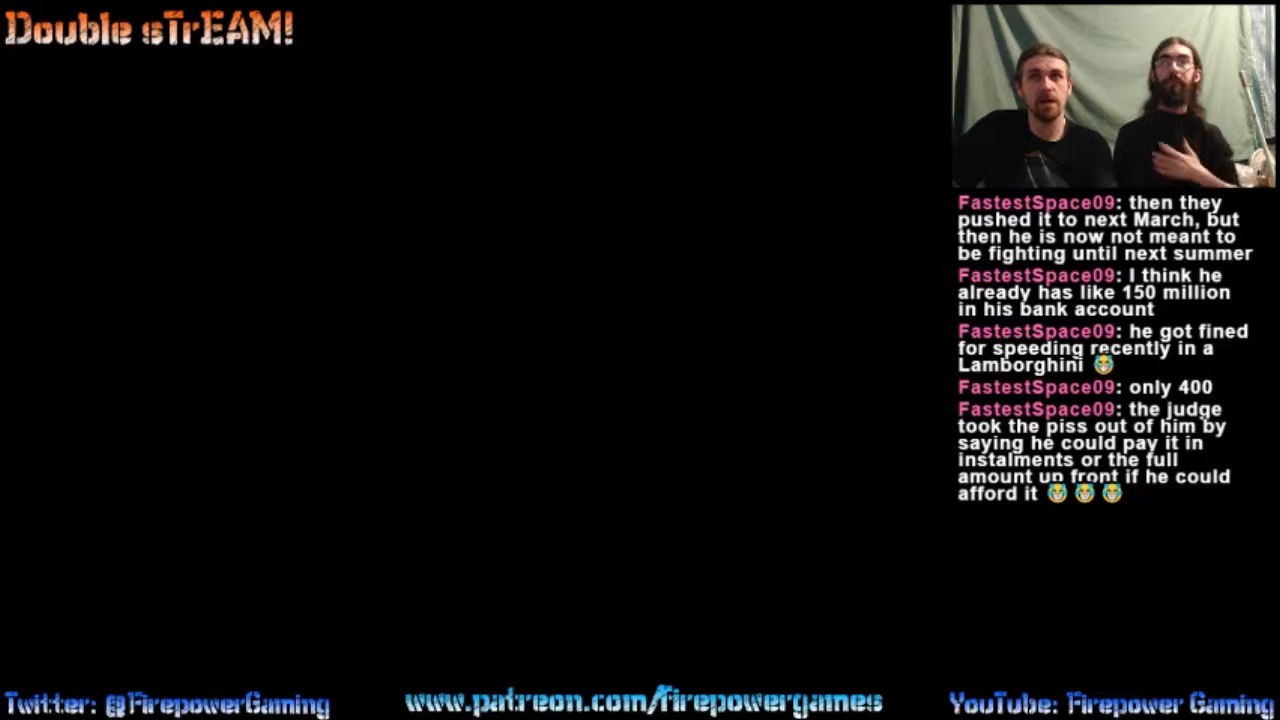 Double sTrEAM!
FastestSpace09: then they
pushed it to next March, but
then he is now not meant to
be fighting until next summer
FastestSpace09: I think he
already has like 150 million
in his bank account
FastestSpace09: he got fined
for speeding recently in a
Lamborghini
FastestSpace09: only 400
FastestSpace09: the judge
took the piss out of him by
saying he could pay it in
instalments or the full
amount up front if he could
afford it
Twitter: @FirepowerGaming
www.patreon.com/firepowergames
YouTube: Firepower Gaming